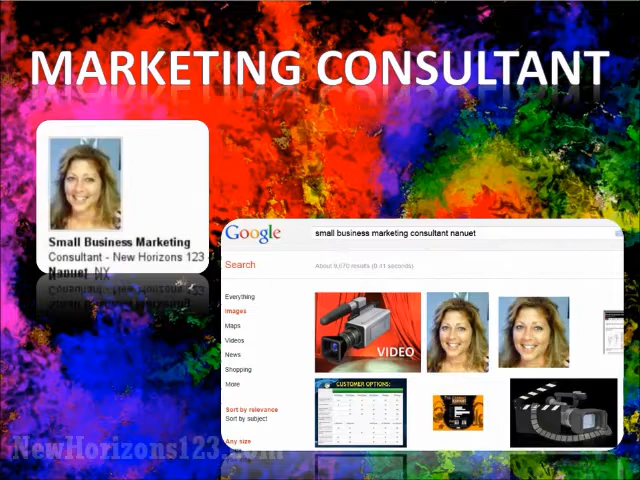 MARKETING CONSULTANT
Small Business Marketing
Consultant - New Horizons 123
Nanuet, NY
Google
small business marketing consultant nanuet
Search
About 9,070 results (0.41 seconds)
Everything
Images
Maps
Videos
News
Shopping
More
Sort by relevance
Sort by subject
Any size
VIDEO
CUSTOMER OPTIONS:
NewHorizons123.com